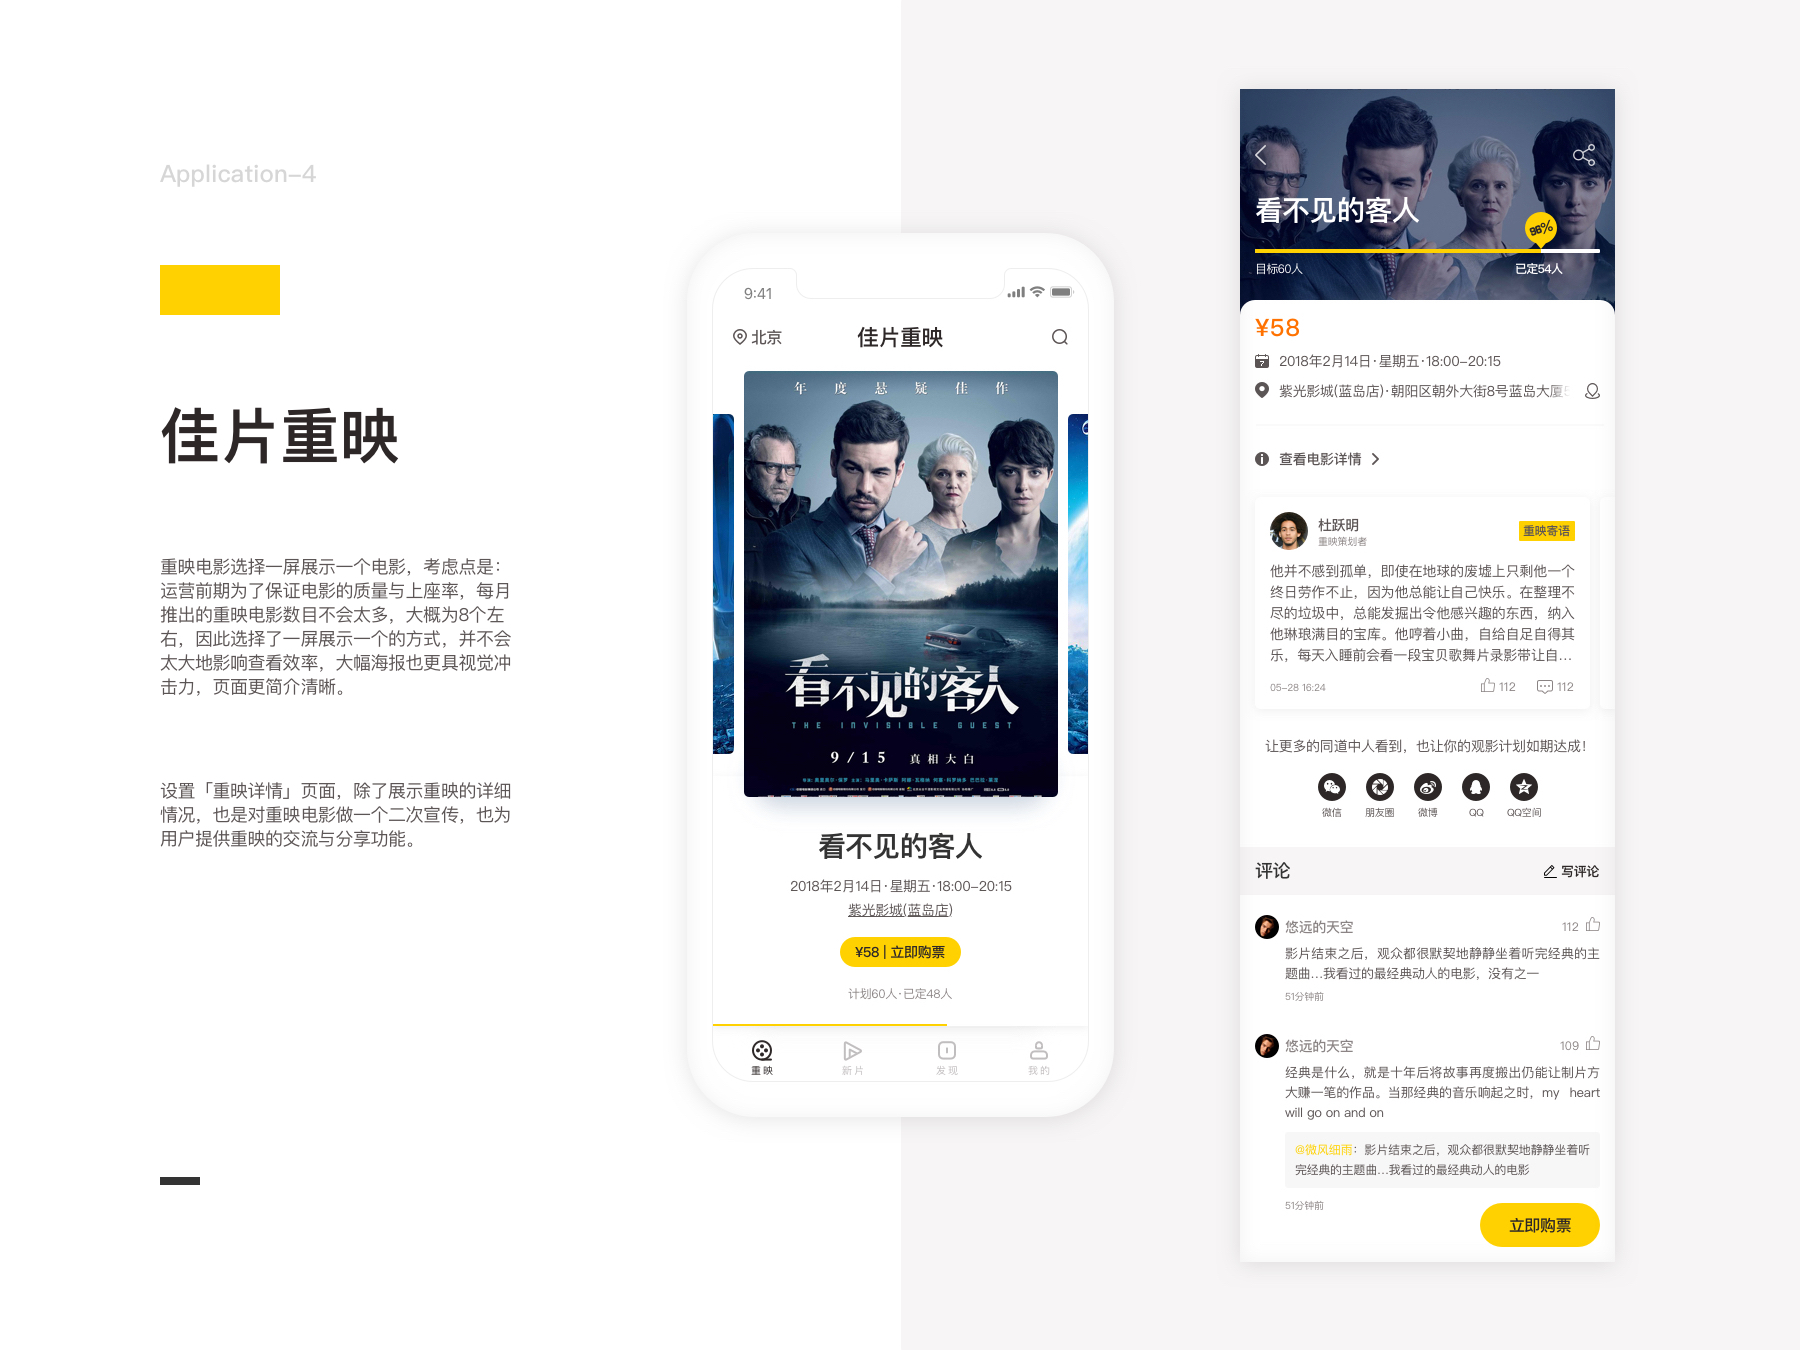 Application-4
佳片重映
重映电影选择一屏展示一个电影，考虑点是：
运营前期为了保证电影的质量与上座率，每月
推出的重映电影数目不会太多，大概为8个左
右，因此选择了一屏展示一个的方式，并不会
太大地影响查看效率，大幅海报也更具视觉冲
击力，页面更简介清晰。
设置「重映详情」页面，除了展示重映的详细
情况，也是对重映电影做一个二次宣传，也为
用户提供重映的交流与分享功能。
9:41
北京
佳片重映
年度悬疑佳作
看不见的客人
THE INVISIBLE GUEST
9/15 真相大白
看不见的客人
2018年2月14日·星期五·18:00-20:15
紫光影城(蓝岛店)
¥58 | 立即购票
计划60人·已定48人
重映
新片
发现
我的
看不见的客人
目标60人
已定54人
¥58
2018年2月14日·星期五·18:00-20:15
紫光影城(蓝岛店)·朝阳区朝外大街8号蓝岛大厦
查看电影详情
杜跃明
重映策划者
重映寄语
他并不感到孤单，即使在地球的废墟上只剩他一个
终日劳作不止，因为他总能让自己快乐。在整理不
尽的垃圾中，总能发掘出令他感兴趣的东西，纳入
他琳琅满目的宝库。他哼着小曲，自给自足自得其
乐，每天入睡前会看一段宝贝歌舞片录影带让自...
05-28 16:24
112
112
让更多的同道中人看到，也让你的观影计划如期达成！
微信
朋友圈
微博
QQ
QQ空间
评论
写评论
悠远的天空
112
影片结束之后，观众都很默契地静静坐着听完经典的主
题曲...我看过的最经典动人的电影，没有之一
51分钟前
悠远的天空
109
经典是什么，就是十年后将故事再度搬出仍能让制片方
大赚一笔的作品。当那经典的音乐响起之时，my heart
will go on and on
@微风细雨：影片结束之后，观众都很默契地静静坐着听
完经典的主题曲...我看过的最经典动人的电影
51分钟前
立即购票